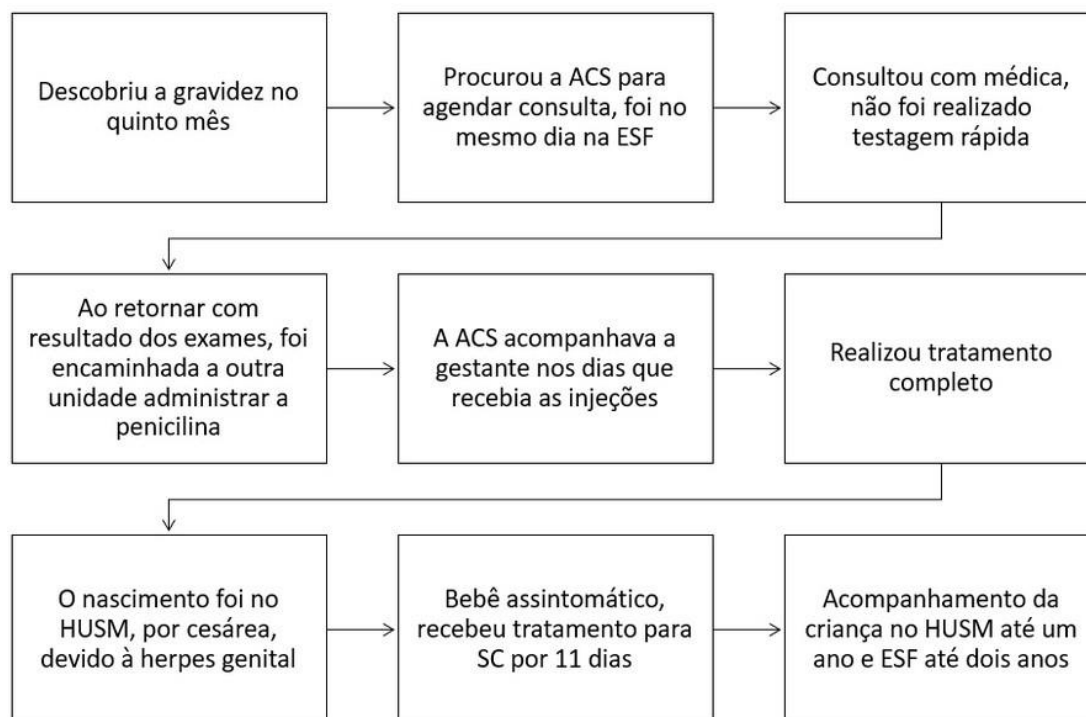 Descobriu a gravidez no
quinto mês
Procurou a ACS para
agendar consulta, foi no
mesmo dia na ESF
Consultou com médica,
não foi realizado
testagem rápida
Ao retornar com
resultado dos exames, foi
encaminhada a outra
unidade administrar a
penicilina
A ACS acompanhava a
gestante nos dias que
recebia as injeções
Realizou tratamento
completo
O nascimento foi no
HUSM, por cesárea,
devido à herpes genital
Bebê assintomático,
recebeu tratamento para
SC por 11 dias
Acompanhamento da
criança no HUSM até um
ano e ESF até dois anos